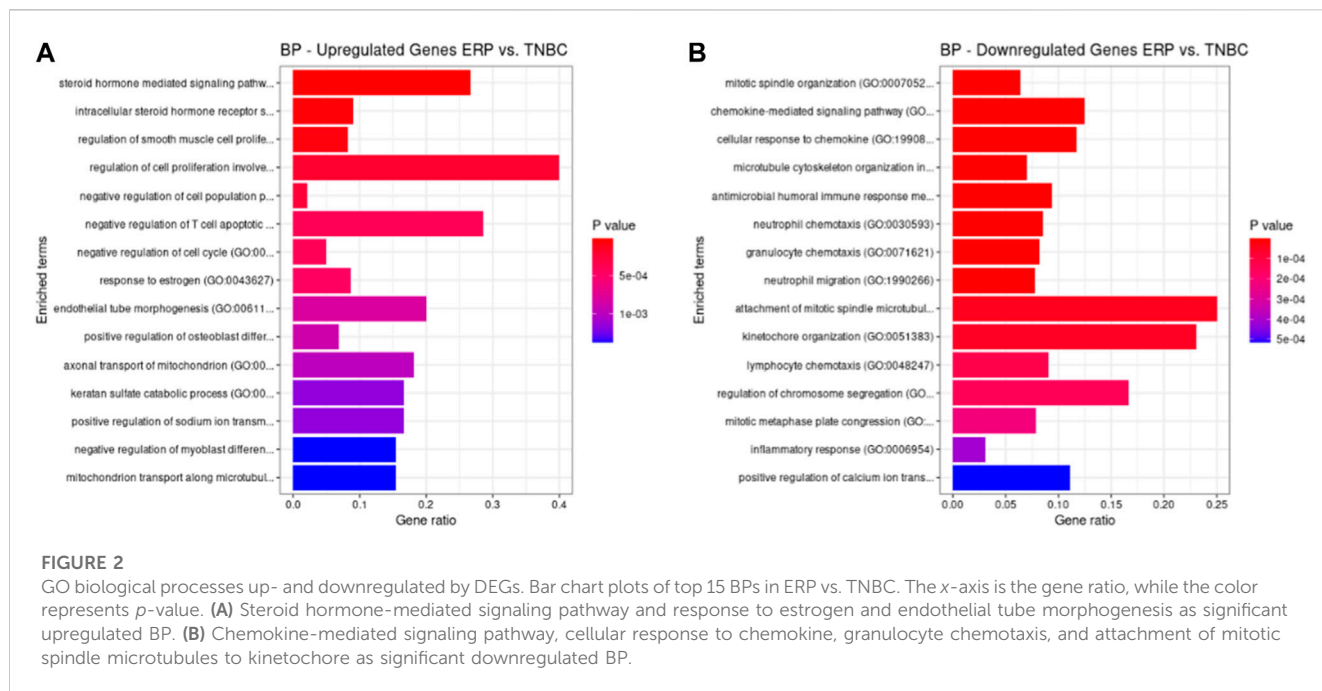 A
BP - Upregulated Genes ERP vs. TNBC
Enriched terms
steroid hormone mediated signaling pathw...
intracellular steroid hormone receptor s...
regulation of smooth muscle cell prolife...
regulation of cell proliferation involve...
negative regulation of cell population p...
negative regulation of T cell apoptotic ...
negative regulation of cell cycle (GO:00...
response to estrogen (GO:0043627)
endothelial tube morphogenesis (GO:00611...
positive regulation of osteoblast differ...
axonal transport of mitochondrion (GO:00...
keratan sulfate catabolic process (GO:00...
positive regulation of sodium ion transm...
negative regulation of myoblast differen...
mitochondrion transport along microtubul...
0.0 0.1 0.2 0.3 0.4
Gene ratio
P value
5e-04
1e-03
B
BP - Downregulated Genes ERP vs. TNBC
Enriched terms
mitotic spindle organization (GO:0007052...
chemokine-mediated signaling pathway (GO...
cellular response to chemokine (GO:19908...
microtubule cytoskeleton organization in...
antimicrobial humoral immune response me...
neutrophil chemotaxis (GO:0030593)
granulocyte chemotaxis (GO:0071621)
neutrophil migration (GO:1990266)
attachment of mitotic spindle microtubul...
kinetochore organization (GO:0051383)
lymphocyte chemotaxis (GO:0048247)
regulation of chromosome segregation (GO...
mitotic metaphase plate congression (GO:...
inflammatory response (GO:0006954)
positive regulation of calcium ion trans...
0.00 0.05 0.10 0.15 0.20 0.25
Gene ratio
P value
1e-04
2e-04
3e-04
4e-04
5e-04
FIGURE 2
GO biological processes up- and downregulated by DEGs. Bar chart plots of top 15 BPs in ERP vs. TNBC. The x-axis is the gene ratio, while the color
represents p-value. (A) Steroid hormone-mediated signaling pathway and response to estrogen and endothelial tube morphogenesis as significant
upregulated BP. (B) Chemokine-mediated signaling pathway, cellular response to chemokine, granulocyte chemotaxis, and attachment of mitotic
spindle microtubules to kinetochore as significant downregulated BP.